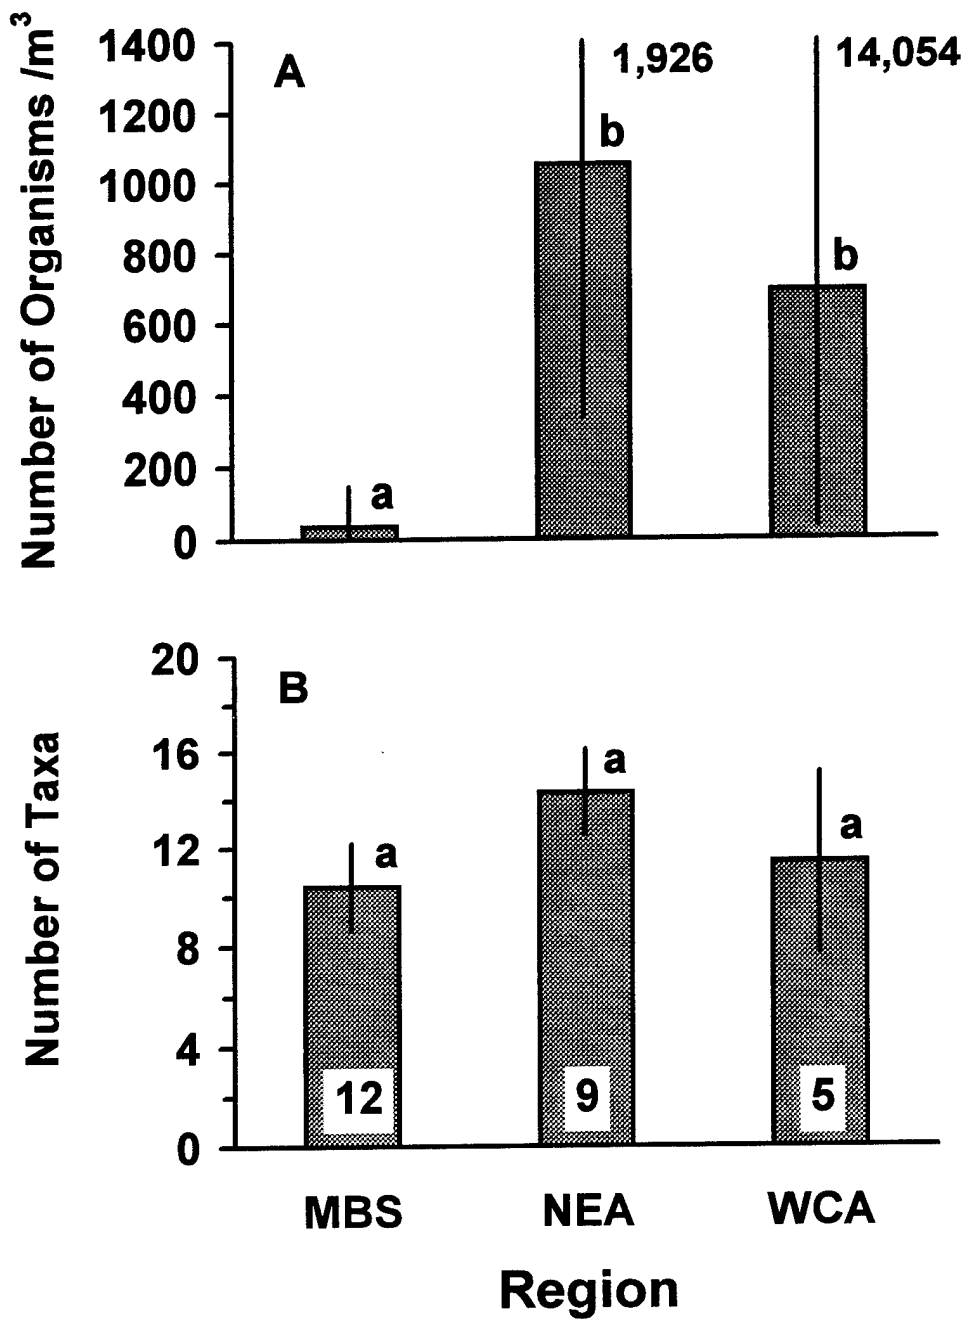 Number of Organisms /m³
1400
1200
1000
800
600
400
200
0
A
1,926
14,054
a
b
b
Number of Taxa
20
16
12
8
4
0
B
a
a
a
12
9
5
MBS NEA WCA
Region